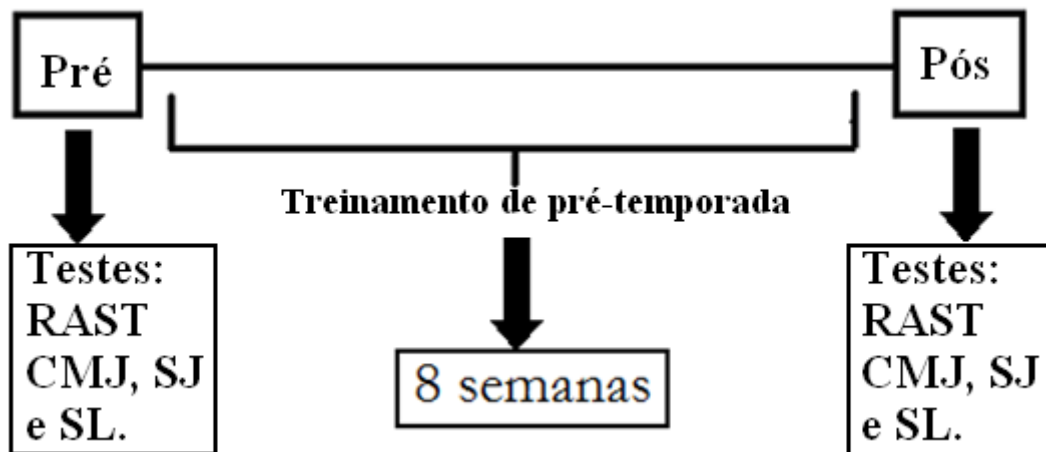 Pré
Pós
Treinamento de pré-temporada
Testes:
RAST
CMJ, SJ
e SL.
8 semanas
Testes:
RAST
CMJ, SJ
e SL.